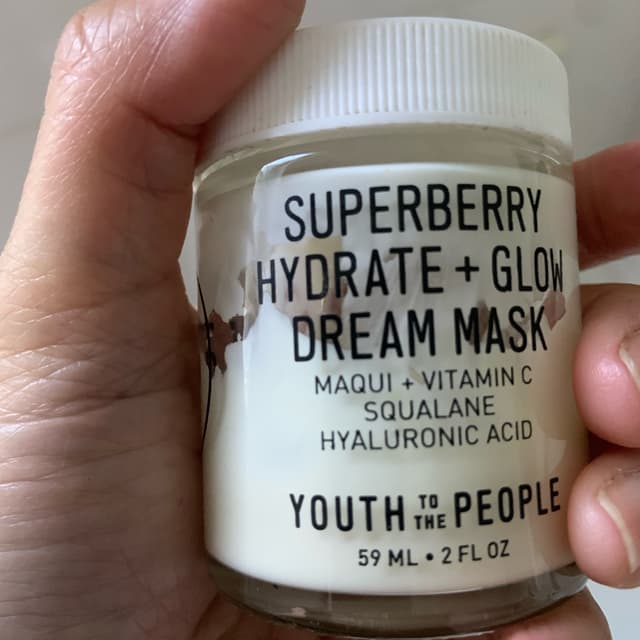 SUPERBERRY
HYDRATE + GLOW
DREAM MASK
MAQUI + VITAMIN C
SQUALANE
HYALURONIC ACID
YOUTH TO THE PEOPLE
59 ML • 2 FL OZ